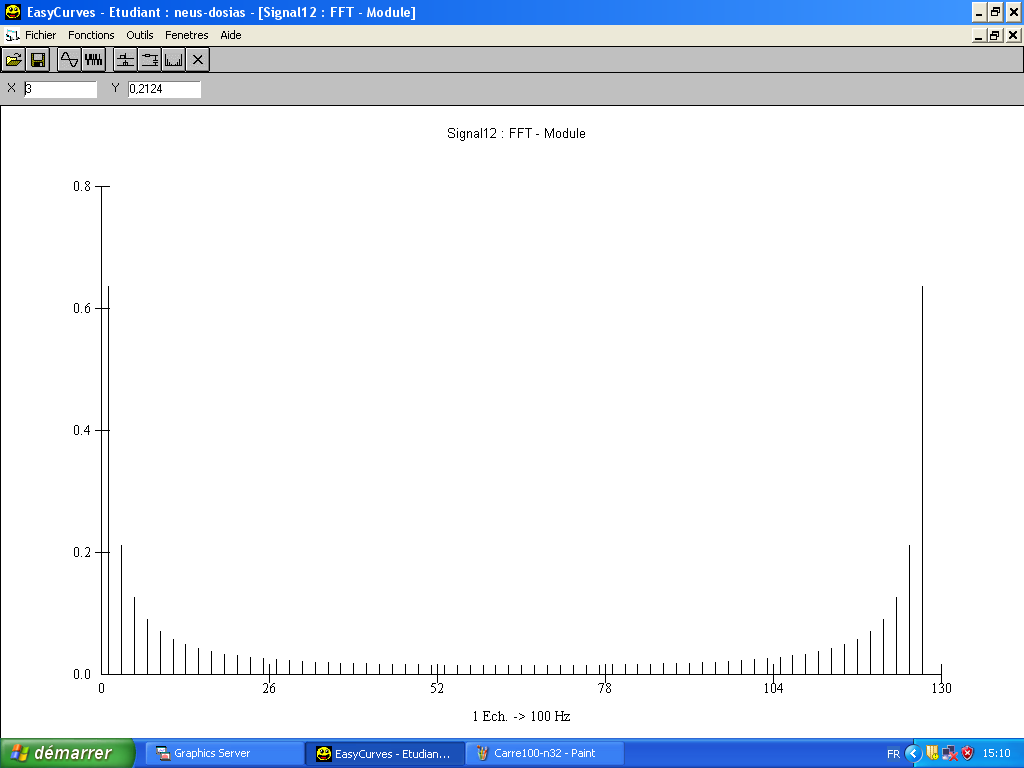 EasyCurves - Etudiant : neus-dosias - [Signal12 : FFT - Module]
Fichier Fonctions Outils Fenetres Aide
X 3 Y 0,2124
Signal12 : FFT - Module
0.8
0.6
0.4
0.2
0.0
0 26 52 78 104 130
1 Ech. -> 100 Hz
démarrer Graphics Server EasyCurves - Etudian... Carre100-n32 - Paint FR 15:10